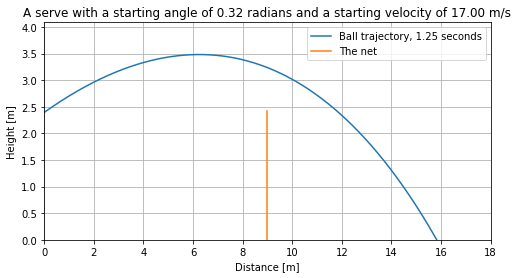 A serve with a starting angle of 0.32 radians and a starting velocity of 17.00 m/s
4.0
3.5
3.0
2.5
2.0
1.5
1.0
0.5
0.0
Height [m]
Ball trajectory, 1.25 seconds
The net
0 2 4 6 8 10 12 14 16 18
Distance [m]